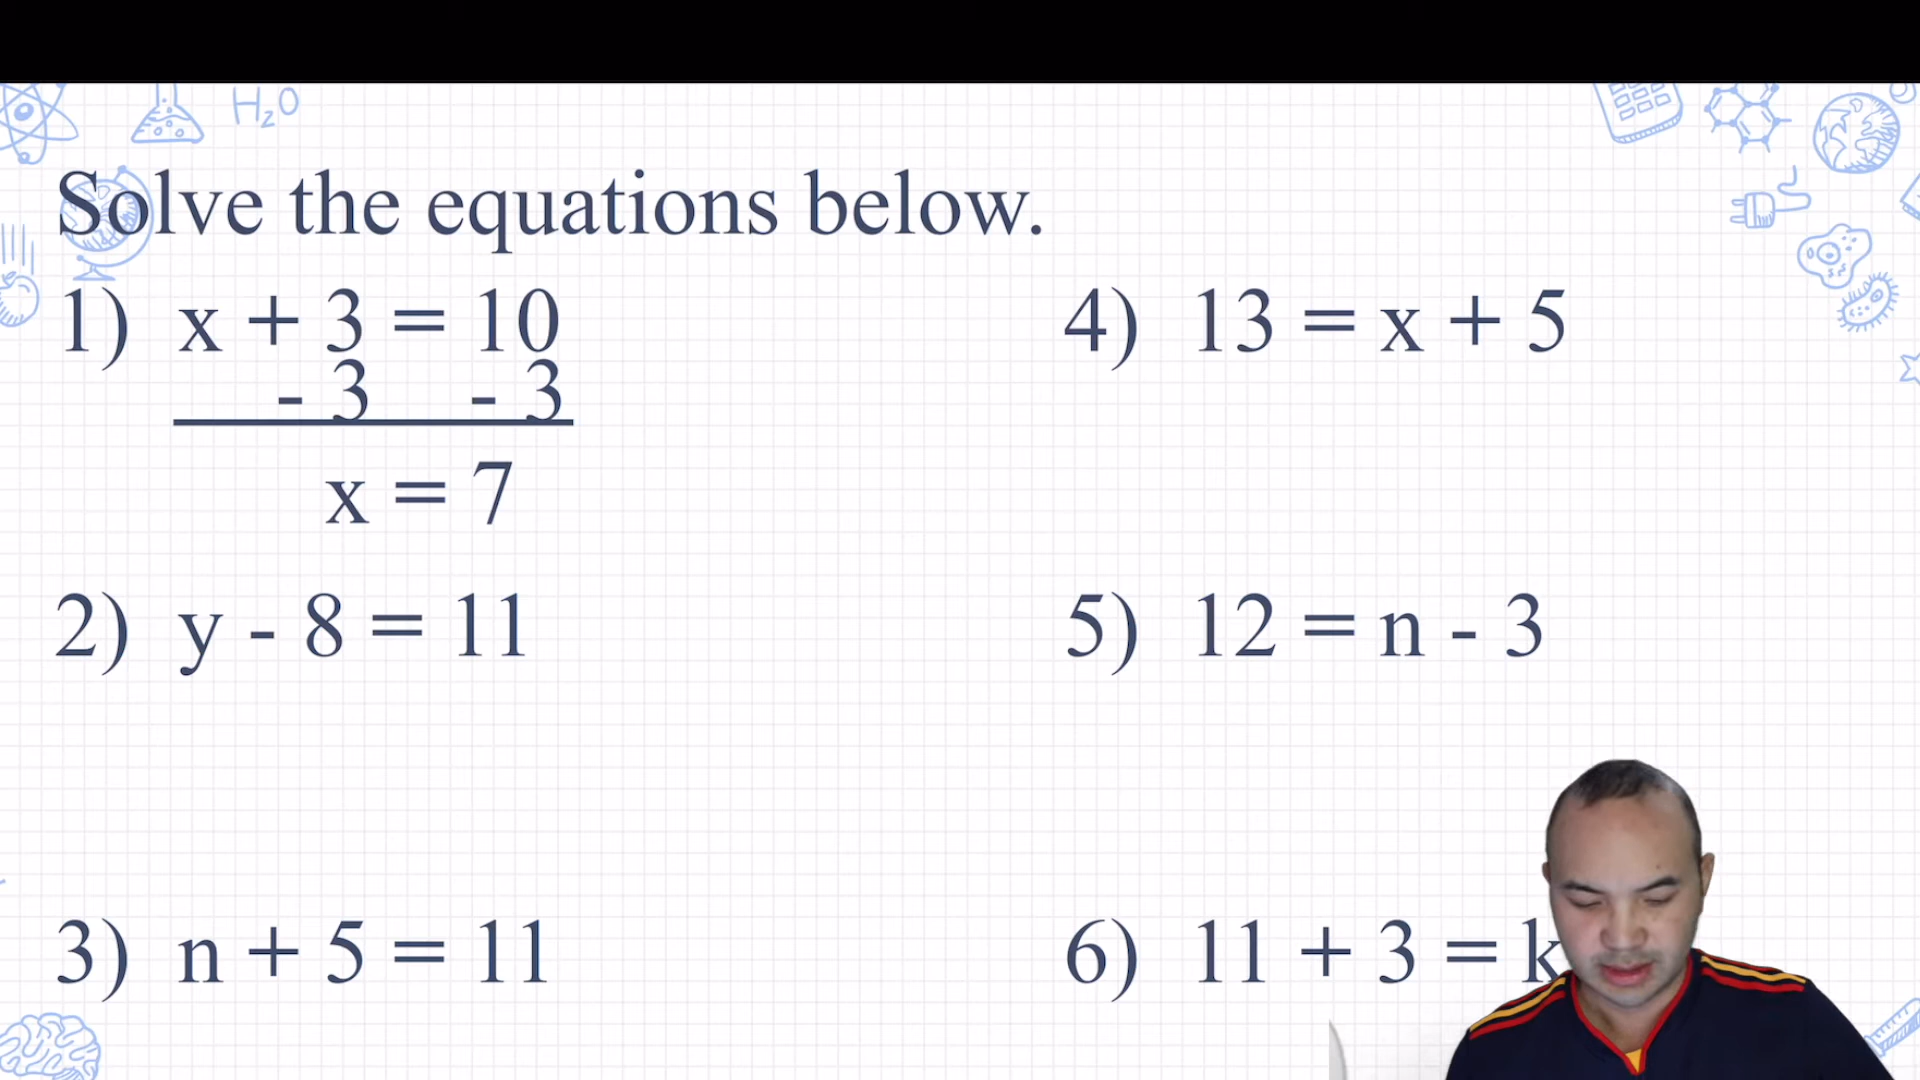 H₂O
Solve the equations below.
1) x + 3 = 10
- 3 - 3
x = 7
2) y - 8 = 11
3) n + 5 = 11
4) 13 = x + 5
5) 12 = n - 3
6) 11 + 3 = k